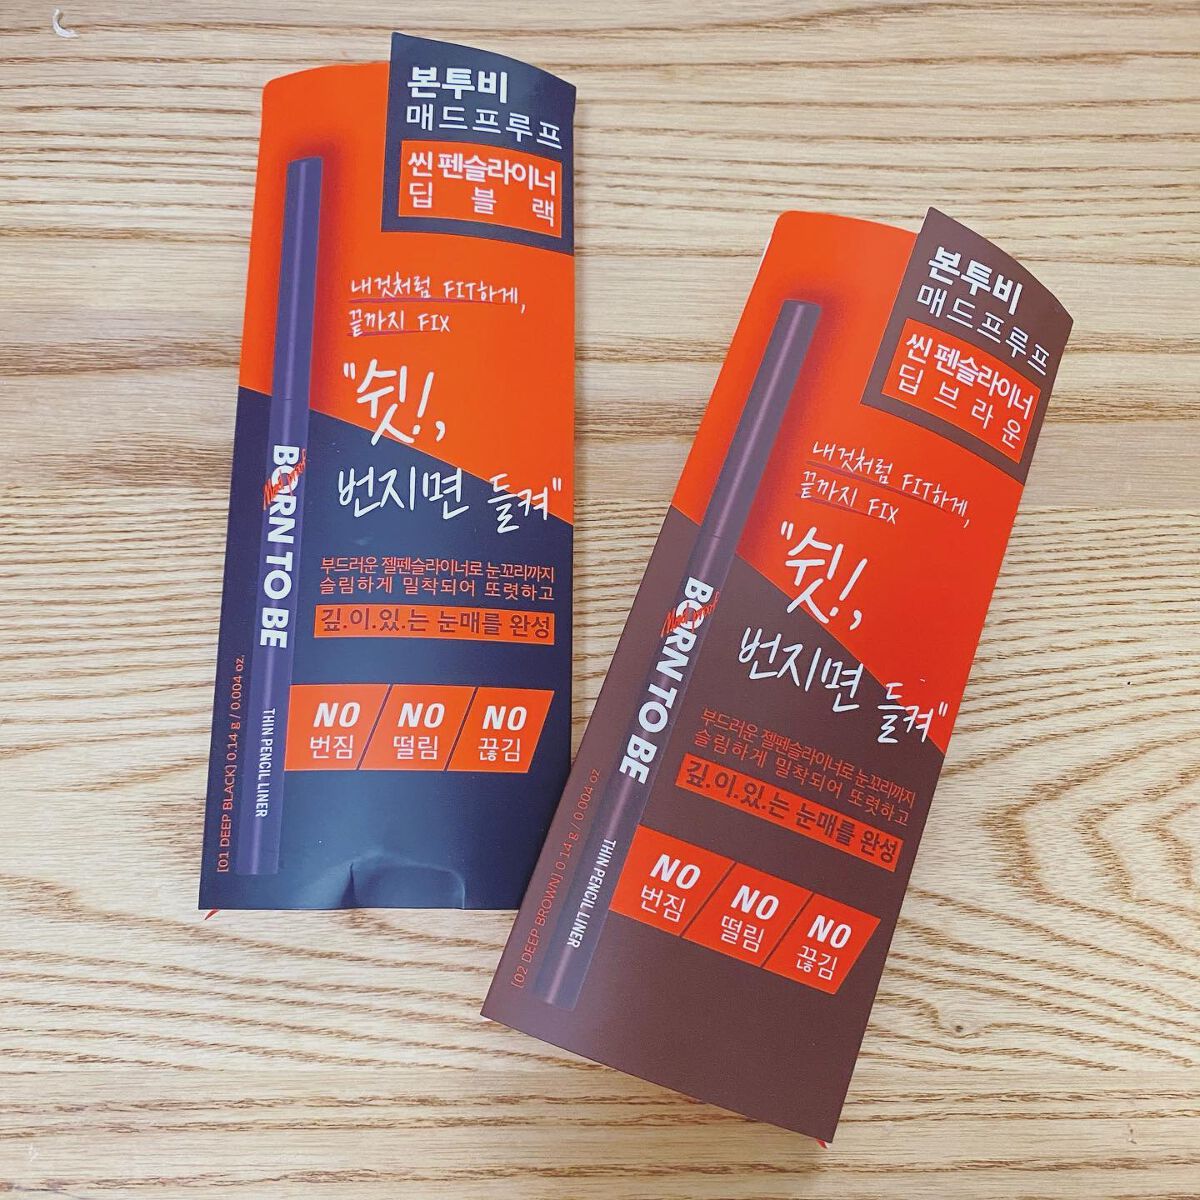 본투비
매드프루프
씬 펜슬라이너
딥 블 랙
내것처럼 FIT하게,
끝까지 FIX
"쉿!,
번지면 들켜"
부드러운 젤펜슬라이너로 눈꼬리까지
슬림하게 밀착되어 또렷하고
깊.이.있.는 눈매를 완성
NO
번짐
NO
떨림
NO
끊김
Mad proof
BORN TO BE
THIN PENCIL LINER
[01 DEEP BLACK] 0.14 g / 0.004 oz.
본투비
매드프루프
씬 펜슬라이너
딥 브 라 운
내것처럼 FIT하게,
끝까지 FIX
"쉿!,
번지면 들켜"
부드러운 젤펜슬라이너로 눈꼬리까지
슬림하게 밀착되어 또렷하고
깊.이.있.는 눈매를 완성
NO
번짐
NO
떨림
NO
끊김
Mad proof
BORN TO BE
THIN PENCIL LINER
[02 DEEP BROWN] 0.14 g / 0.004 oz